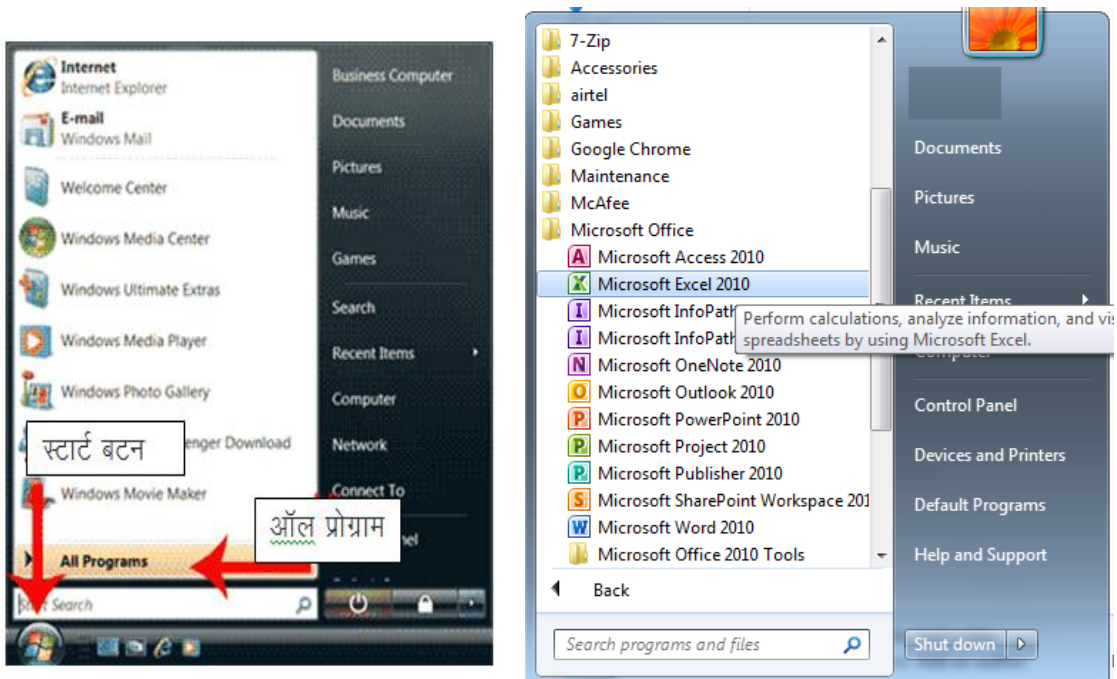 Internet
Internet Explorer
E-mail
Windows Mail
Welcome Center
Windows Media Center
Windows Ultimate Extras
Windows Media Player
Windows Photo Gallery
स्टार्ट बटन
enger Download
Windows Movie Maker
ऑल प्रोग्राम
All Programs
Search
Business Computer
Documents
Pictures
Music
Games
Search
Recent Items
Computer
Network
Connect To
7-Zip
Accessories
airtel
Games
Google Chrome
Maintenance
McAfee
Microsoft Office
Microsoft Access 2010
Microsoft Excel 2010
Microsoft InfoPath
Microsoft InfoPath
Perform calculations, analyze information, and vis
spreadsheets by using Microsoft Excel.
Microsoft OneNote 2010
Microsoft Outlook 2010
Microsoft PowerPoint 2010
Microsoft Project 2010
Microsoft Publisher 2010
Microsoft SharePoint Workspace 201
Microsoft Word 2010
Microsoft Office 2010 Tools
Back
Search programs and files
Documents
Pictures
Music
Recent Items
Computer
Control Panel
Devices and Printers
Default Programs
Help and Support
Shut down